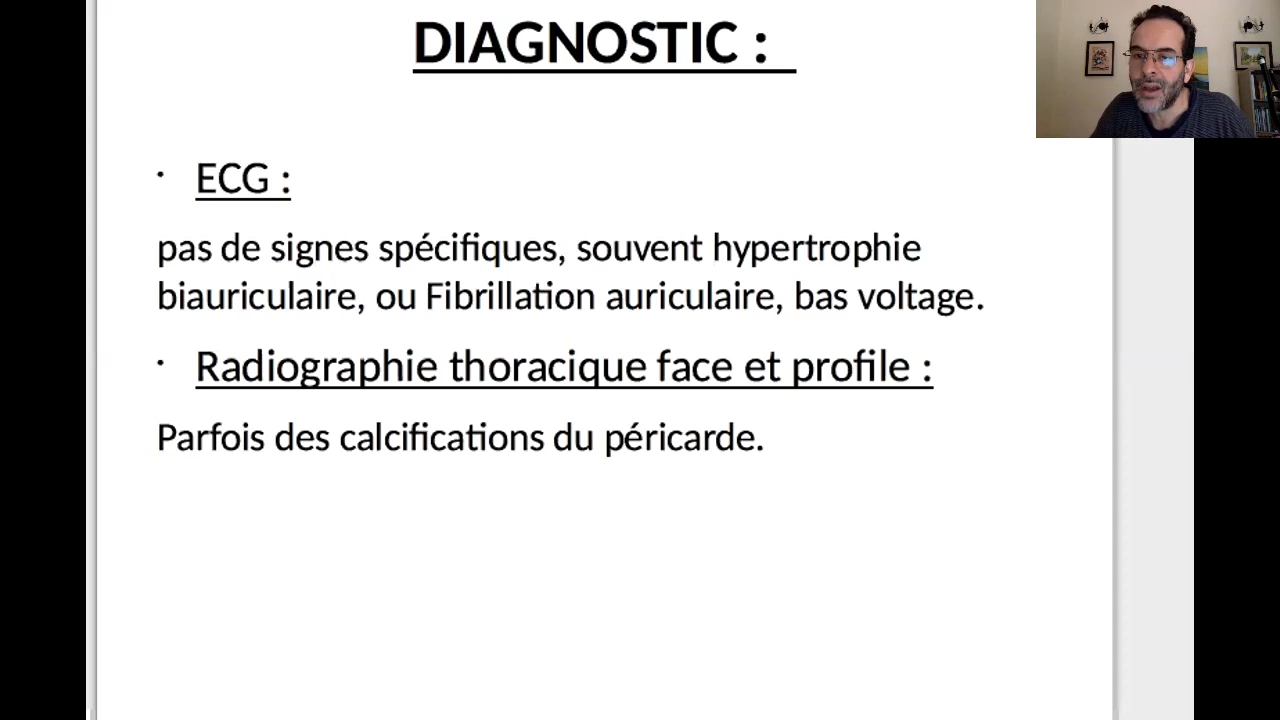 DIAGNOSTIC :
· ECG :
pas de signes spécifiques, souvent hypertrophie
biauriculaire, ou Fibrillation auriculaire, bas voltage.
· Radiographie thoracique face et profile :
Parfois des calcifications du péricarde.